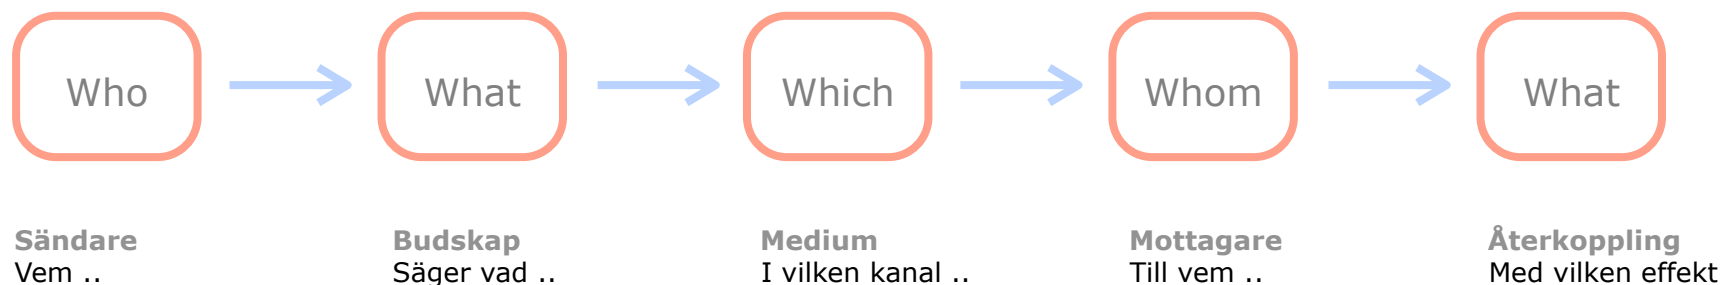 Who What Which Whom What
Sändare Budskap Medium Mottagare Återkoppling
Vem .. Säger vad .. I vilken kanal .. Till vem .. Med vilken effekt